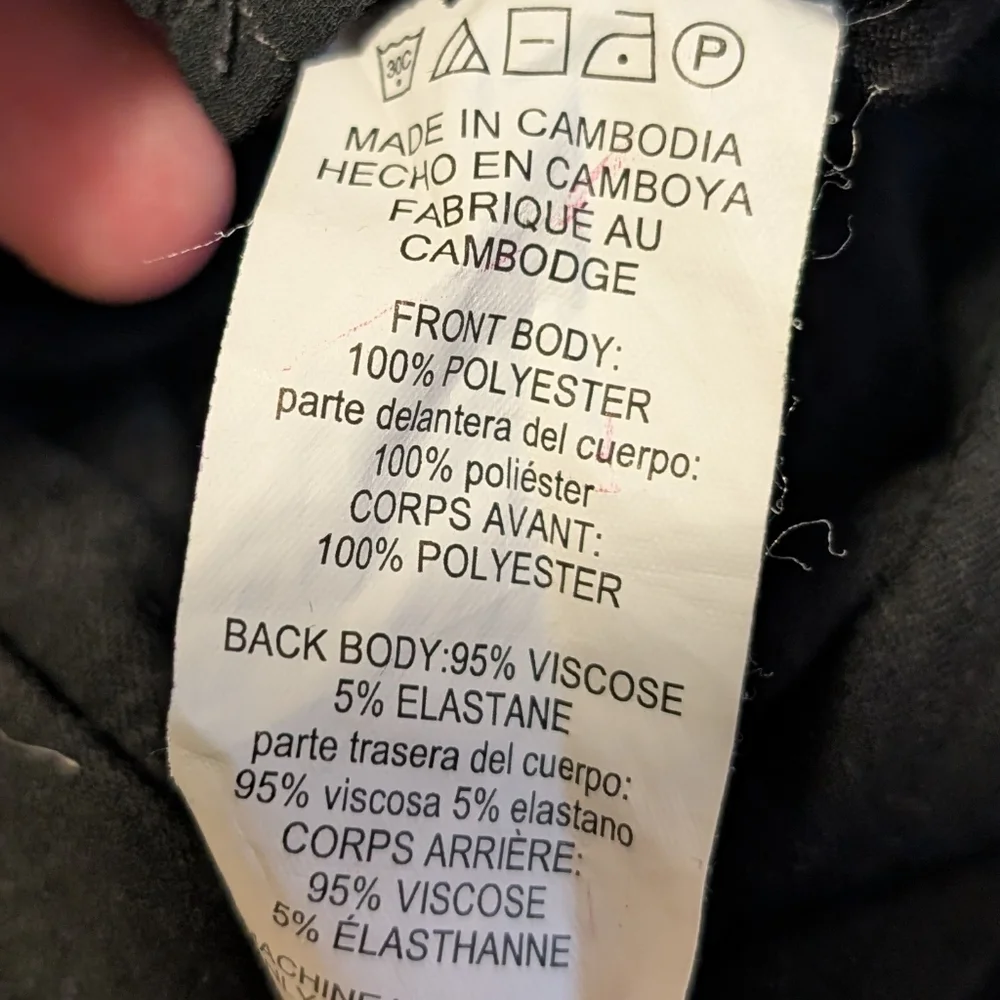 30C
P
MADE IN CAMBODIA
HECHO EN CAMBOYA
FABRIQUÉ AU
CAMBODGE
FRONT BODY:
100% POLYESTER
parte delantera del cuerpo:
100% poliéster
CORPS AVANT:
100% POLYESTER
BACK BODY:95% VISCOSE
5% ELASTANE
parte trasera del cuerpo:
95% viscosa 5% elastano
CORPS ARRIÈRE:
95% VISCOSE
5% ÉLASTHANNE